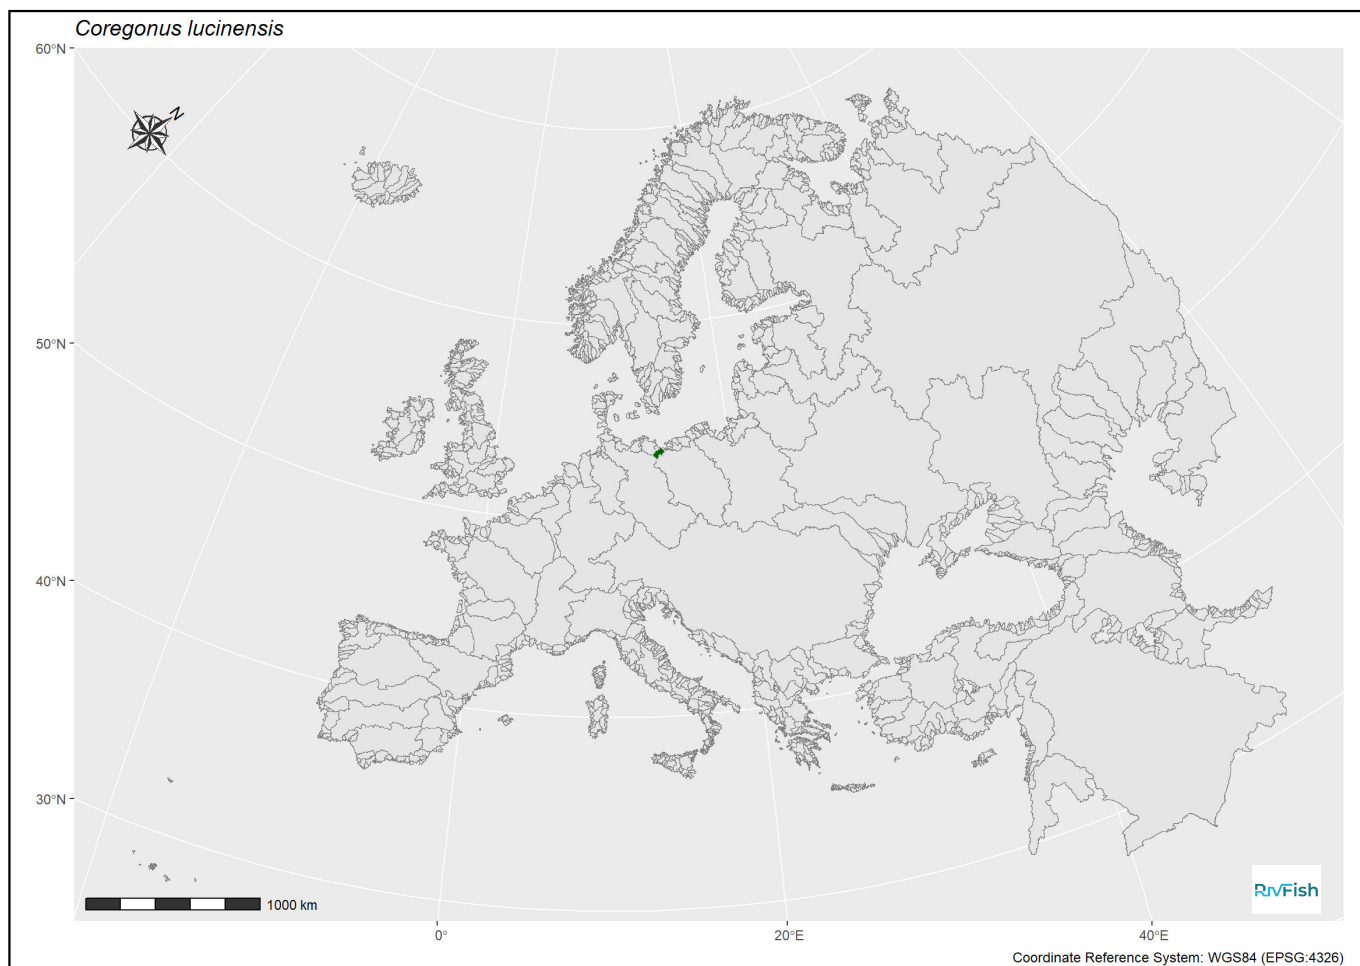 Coregonus lucinensis
60°N
N
50°N
40°N
30°N
1000 km
RIVFISH
0°
20°E
40°E
Coordinate Reference System: WGS84 (EPSG:4326)